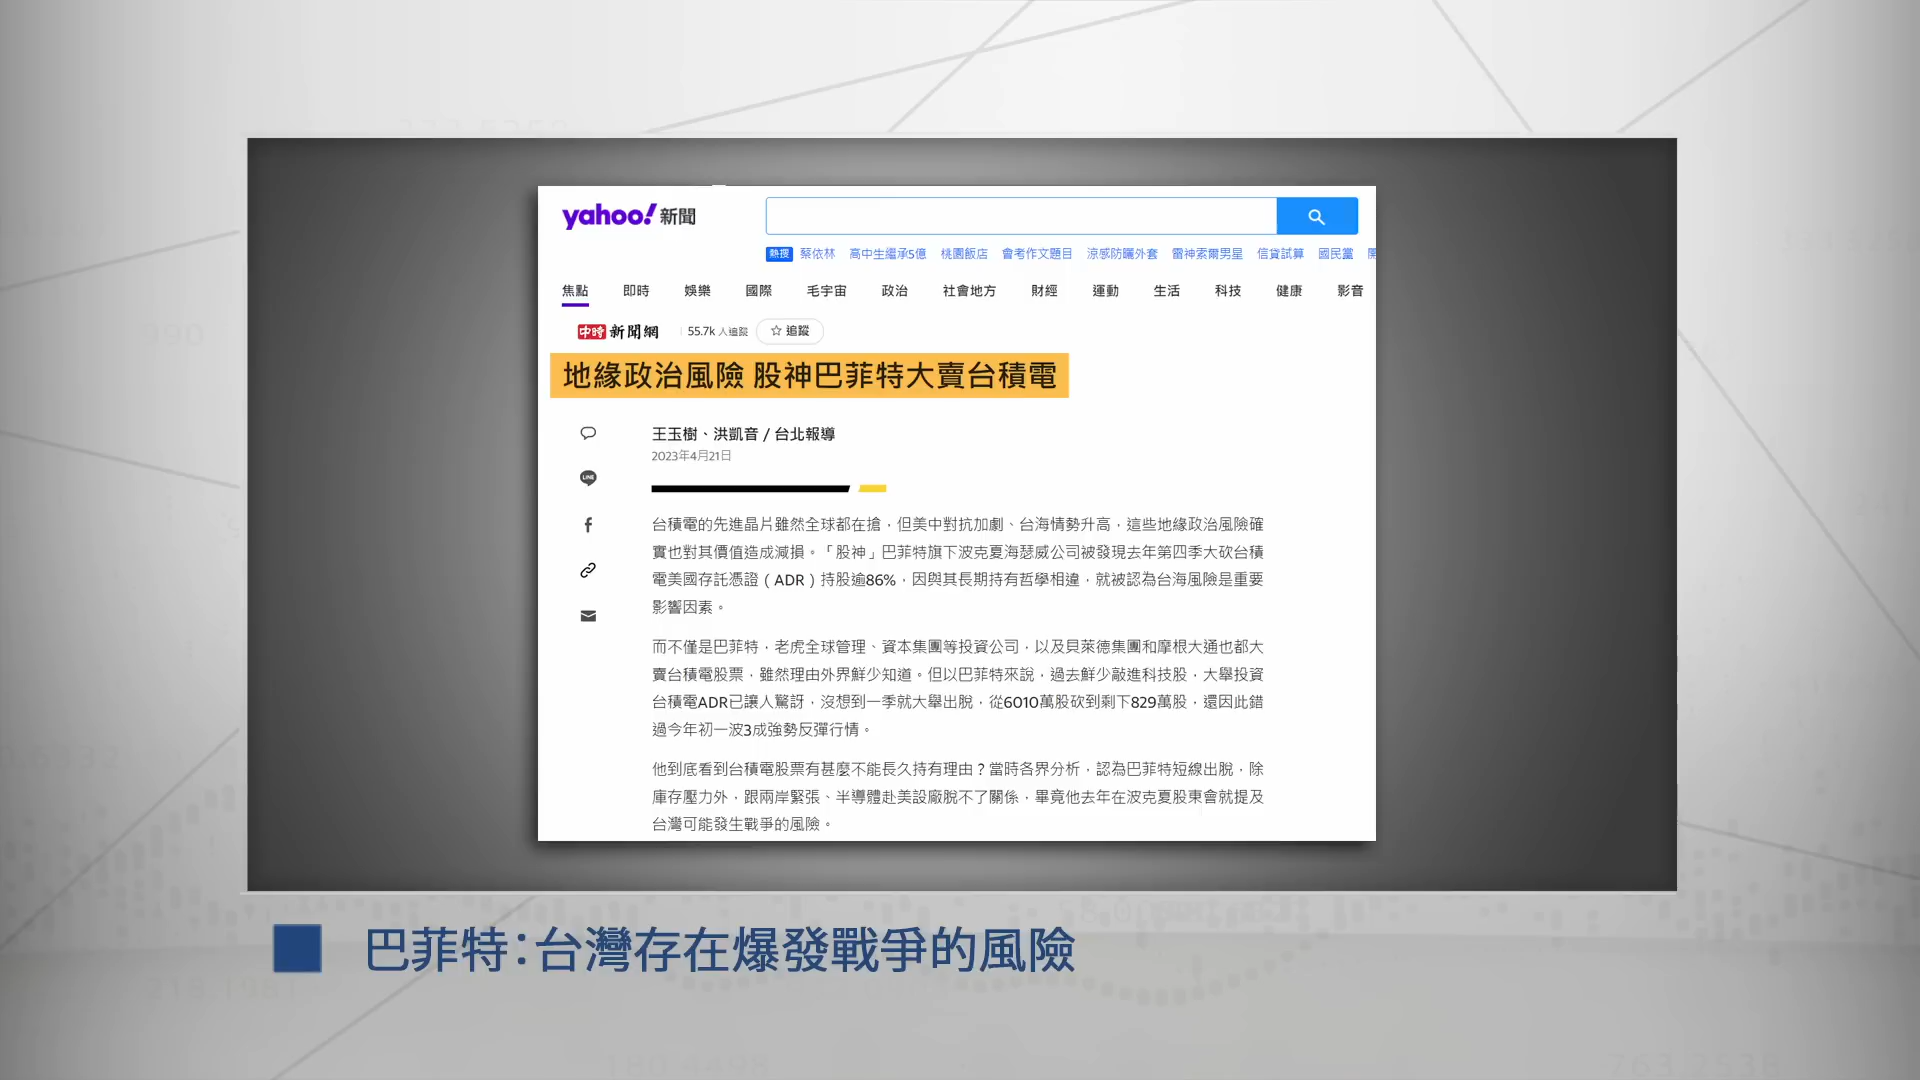 yahoo!新聞
熱搜 蔡依林 高中生繼承5億 桃園飯店 會考作文題目 涼感防曬外套 雷神索爾男星 信貸試算 國民黨
焦點 即時 娛樂 國際 毛宇宙 政治 社會地方 財經 運動 生活 科技 健康 影音
中時 新聞網 55.7k 人追蹤 ☆ 追蹤
地緣政治風險 股神巴菲特大賣台積電
王玉樹、洪凱音 / 台北報導
2023年4月21日
LINE
台積電的先進晶片雖然全球都在搶，但美中對抗加劇、台海情勢升高，這些地緣政治風險確
實也對其價值造成減損。「股神」巴菲特旗下波克夏海瑟威公司被發現去年第四季大砍台積
電美國存託憑證（ADR）持股逾86%，因與其長期持有哲學相違，就被認為台海風險是重要
影響因素。
而不僅是巴菲特，老虎全球管理、資本集團等投資公司，以及貝萊德集團和摩根大通也都大
賣台積電股票，雖然理由外界鮮少知道。但以巴菲特來說，過去鮮少敲進科技股，大舉投資
台積電ADR已讓人驚訝，沒想到一季就大舉出脫，從6010萬股砍到剩下829萬股，還因此錯
過今年初一波3成強勢反彈行情。
他到底看到台積電股票有甚麼不能長久持有理由？當時各界分析，認為巴菲特短線出脫，除
庫存壓力外，跟兩岸緊張、半導體赴美設廠脫不了關係，畢竟他去年在波克夏股東會就提及
台灣可能發生戰爭的風險。
巴菲特:台灣存在爆發戰爭的風險